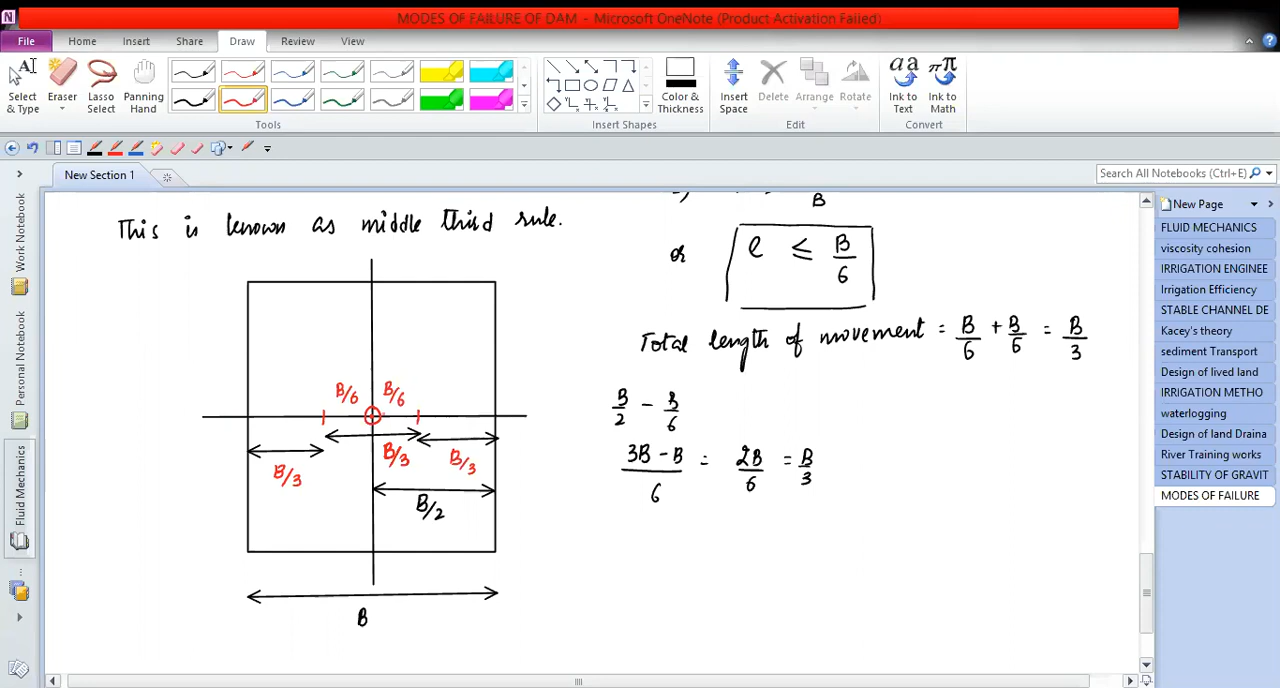 MODES OF FAILURE OF DAM - Microsoft OneNote (Product Activation Failed)
File Home Insert Share Draw Review View
Select & Type
Eraser
Lasso Select
Panning Hand
Color & Thickness
Insert Space
Delete
Arrange
Rotate
Ink to Text
Ink to Math
Tools
Insert Shapes
Edit
Convert
New Section 1
Search All Notebooks (Ctrl+E)
Work Notebook
Personal Notebook
Fluid Mechanics
New Page
FLUID MECHANICS
viscosity cohesion
IRRIGATION ENGINEE
Irrigation Efficiency
STABLE CHANNEL DE
Kacey's theory
sediment Transport
Design of lived land
IRRIGATION METHO
waterlogging
Design of land Draina
River Training works
STABILITY OF GRAVIT
MODES OF FAILURE
This is known as middle third rule.
B/6 B/6
B/3 B/3 B/3
B/2
B
B
or e ≤ B/6
Total length of movement = B/6 + B/6 = B/3
B/2 - B/6
3B - B/6 = 2B/6 = B/3